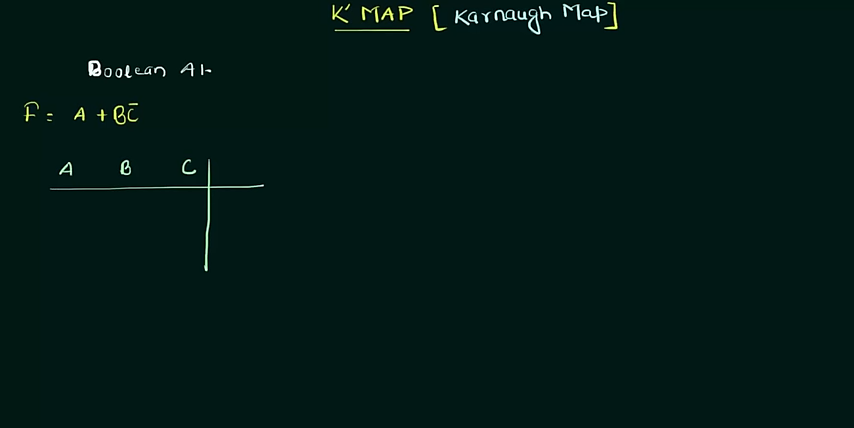 K' MAP [Karnaugh Map]
Boolean Al-
F = A + BC̄
A B C